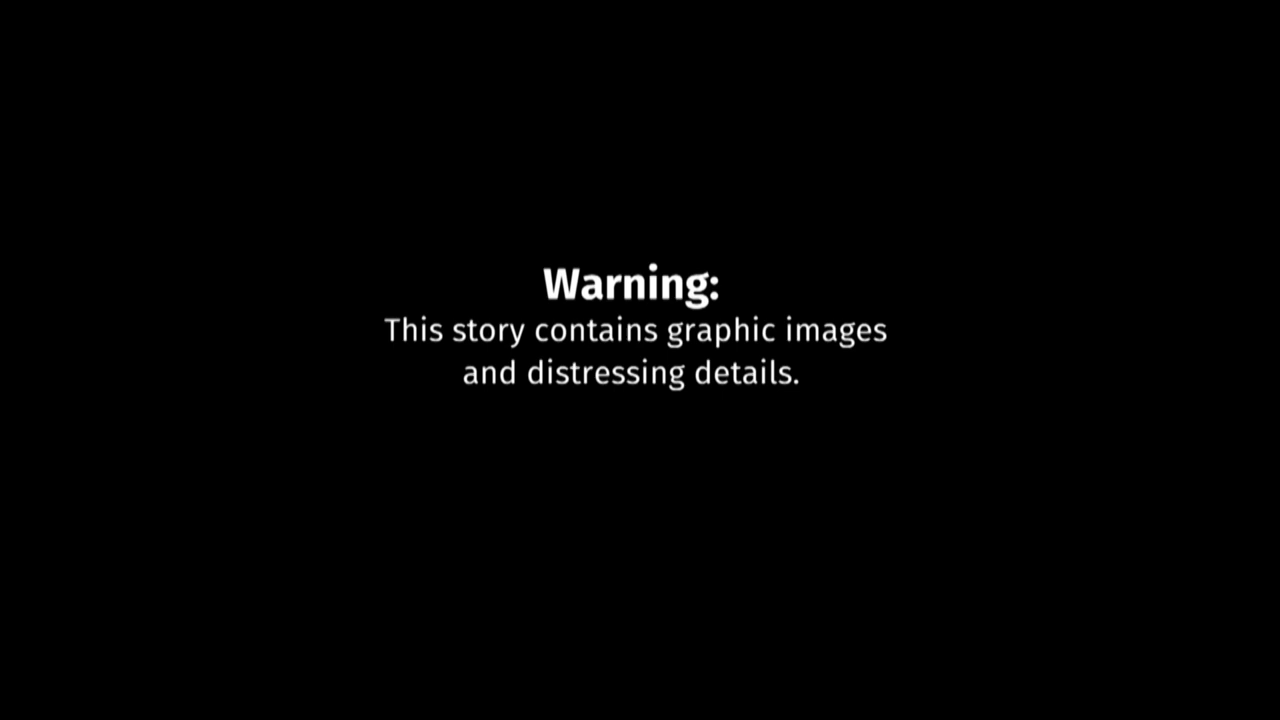 Warning:
This story contains graphic images
and distressing details.